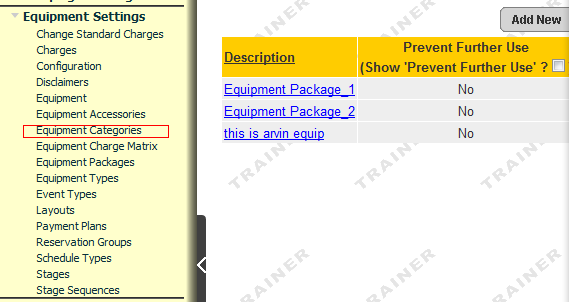 Equipment Settings
Change Standard Charges
Charges
Configuration
Disclaimers
Equipment
Equipment Accessories
Equipment Categories
Equipment Charge Matrix
Equipment Packages
Equipment Types
Event Types
Layouts
Payment Plans
Reservation Groups
Schedule Types
Stages
Stage Sequences
Add New
Description
Prevent Further Use
(Show 'Prevent Further Use' ?
Equipment Package_1 No
Equipment Package_2 No
this is arvin equip No
TRAINER
TRAINER
TRAINER
TRAINER
TRAINER
TRAINER